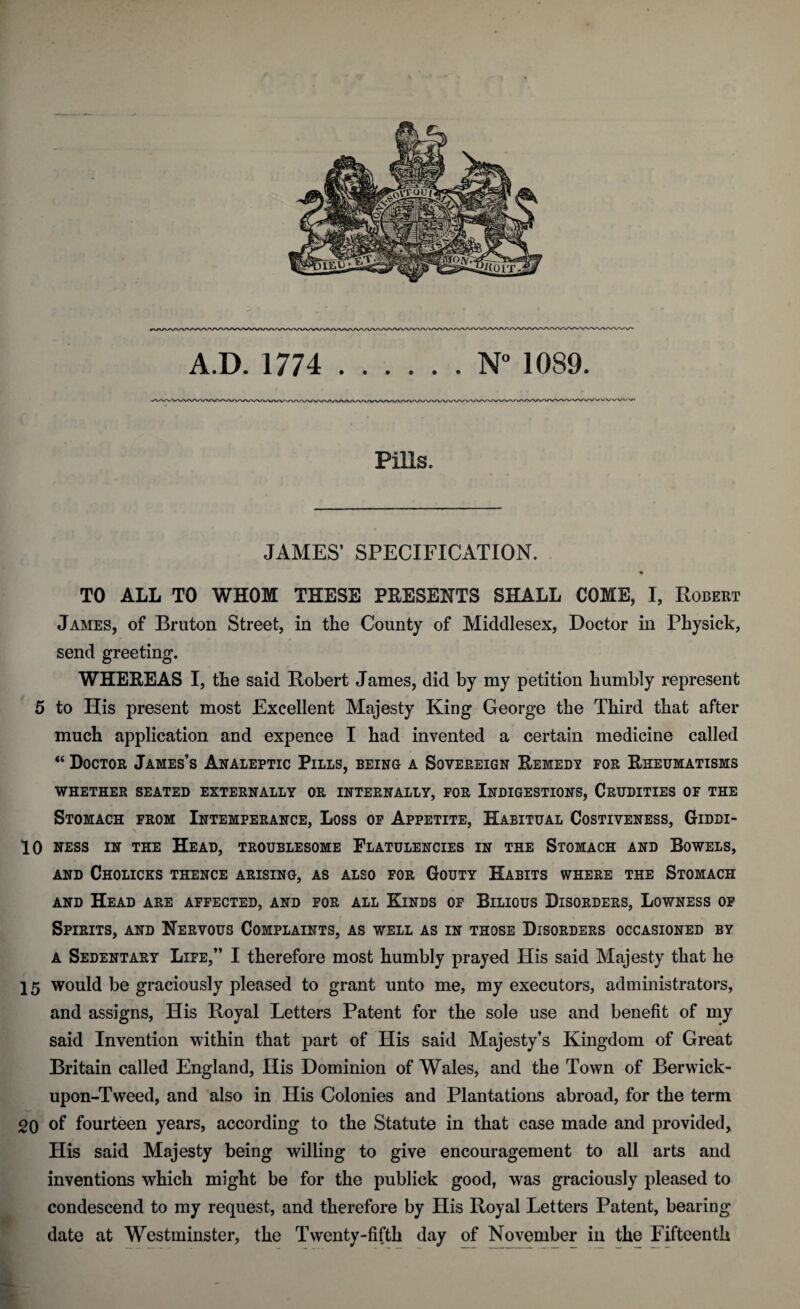 HONI SOIT QUI MAL
DIEU · ET · MON · DROIT
A.D. 1774 . . . . . . N° 1089.
Pills.
JAMES' SPECIFICATION.
TO ALL TO WHOM THESE PRESENTS SHALL COME, I, ROBERT
JAMES, of Bruton Street, in the County of Middlesex, Doctor in Physick,
send greeting.
WHEREAS I, the said Robert James, did by my petition humbly represent
5 to His present most Excellent Majesty King George the Third that after
much application and expence I had invented a certain medicine called
“ DOCTOR JAMES'S ANALEPTIC PILLS, BEING A SOVEREIGN REMEDY FOR RHEUMATISMS
WHETHER SEATED EXTERNALLY OR INTERNALLY, FOR INDIGESTIONS, CRUDITIES OF THE
STOMACH FROM INTEMPERANCE, LOSS OF APPETITE, HABITUAL COSTIVENESS, GIDDI-
10 NESS IN THE HEAD, TROUBLESOME FLATULENCIES IN THE STOMACH AND BOWELS,
AND CHOLICKS THENCE ARISING, AS ALSO FOR GOUTY HABITS WHERE THE STOMACH
AND HEAD ARE AFFECTED, AND FOR ALL KINDS OF BILIOUS DISORDERS, LOWNESS OF
SPIRITS, AND NERVOUS COMPLAINTS, AS WELL AS IN THOSE DISORDERS OCCASIONED BY
A SEDENTARY LIFE,” I therefore most humbly prayed His said Majesty that he
15 would be graciously pleased to grant unto me, my executors, administrators,
and assigns, His Royal Letters Patent for the sole use and benefit of my
said Invention within that part of His said Majesty's Kingdom of Great
Britain called England, His Dominion of Wales, and the Town of Berwick-
upon-Tweed, and also in His Colonies and Plantations abroad, for the term
20 of fourteen years, according to the Statute in that case made and provided,
His said Majesty being willing to give encouragement to all arts and
inventions which might be for the publick good, was graciously pleased to
condescend to my request, and therefore by His Royal Letters Patent, bearing
date at Westminster, the Twenty-fifth day of November in the Fifteenth